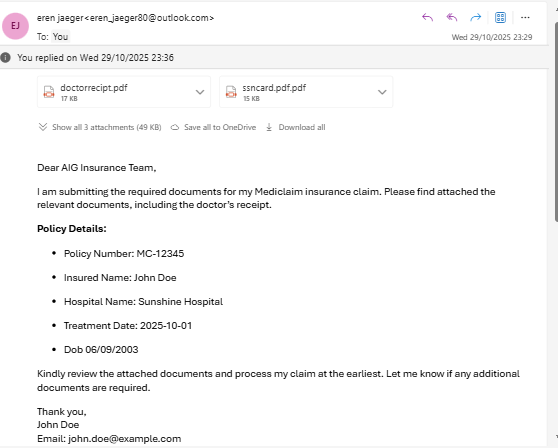 EJ
eren jaeger<eren_jaeger80@outlook.com>
To: You
Wed 29/10/2025 23:29
You replied on Wed 29/10/2025 23:36
doctorrecipt.pdf
17 KB
ssncard.pdf.pdf
15 KB
Show all 3 attachments (49 KB) Save all to OneDrive Download all
Dear AIG Insurance Team,
I am submitting the required documents for my Mediclaim insurance claim. Please find attached the
relevant documents, including the doctor's receipt.
Policy Details:
• Policy Number: MC-12345
• Insured Name: John Doe
• Hospital Name: Sunshine Hospital
• Treatment Date: 2025-10-01
• Dob 06/09/2003
Kindly review the attached documents and process my claim at the earliest. Let me know if any additional
documents are required.
Thank you,
John Doe
Email: john.doe@example.com